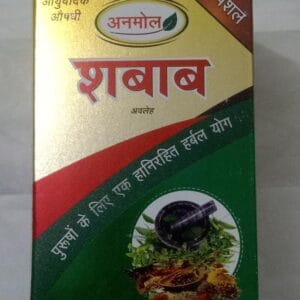 आयुर्वेदिक
औषधी
अनमोल
शबाब
अवलेह
पुरूषों के लिए एक हानिरहित हर्बल योग